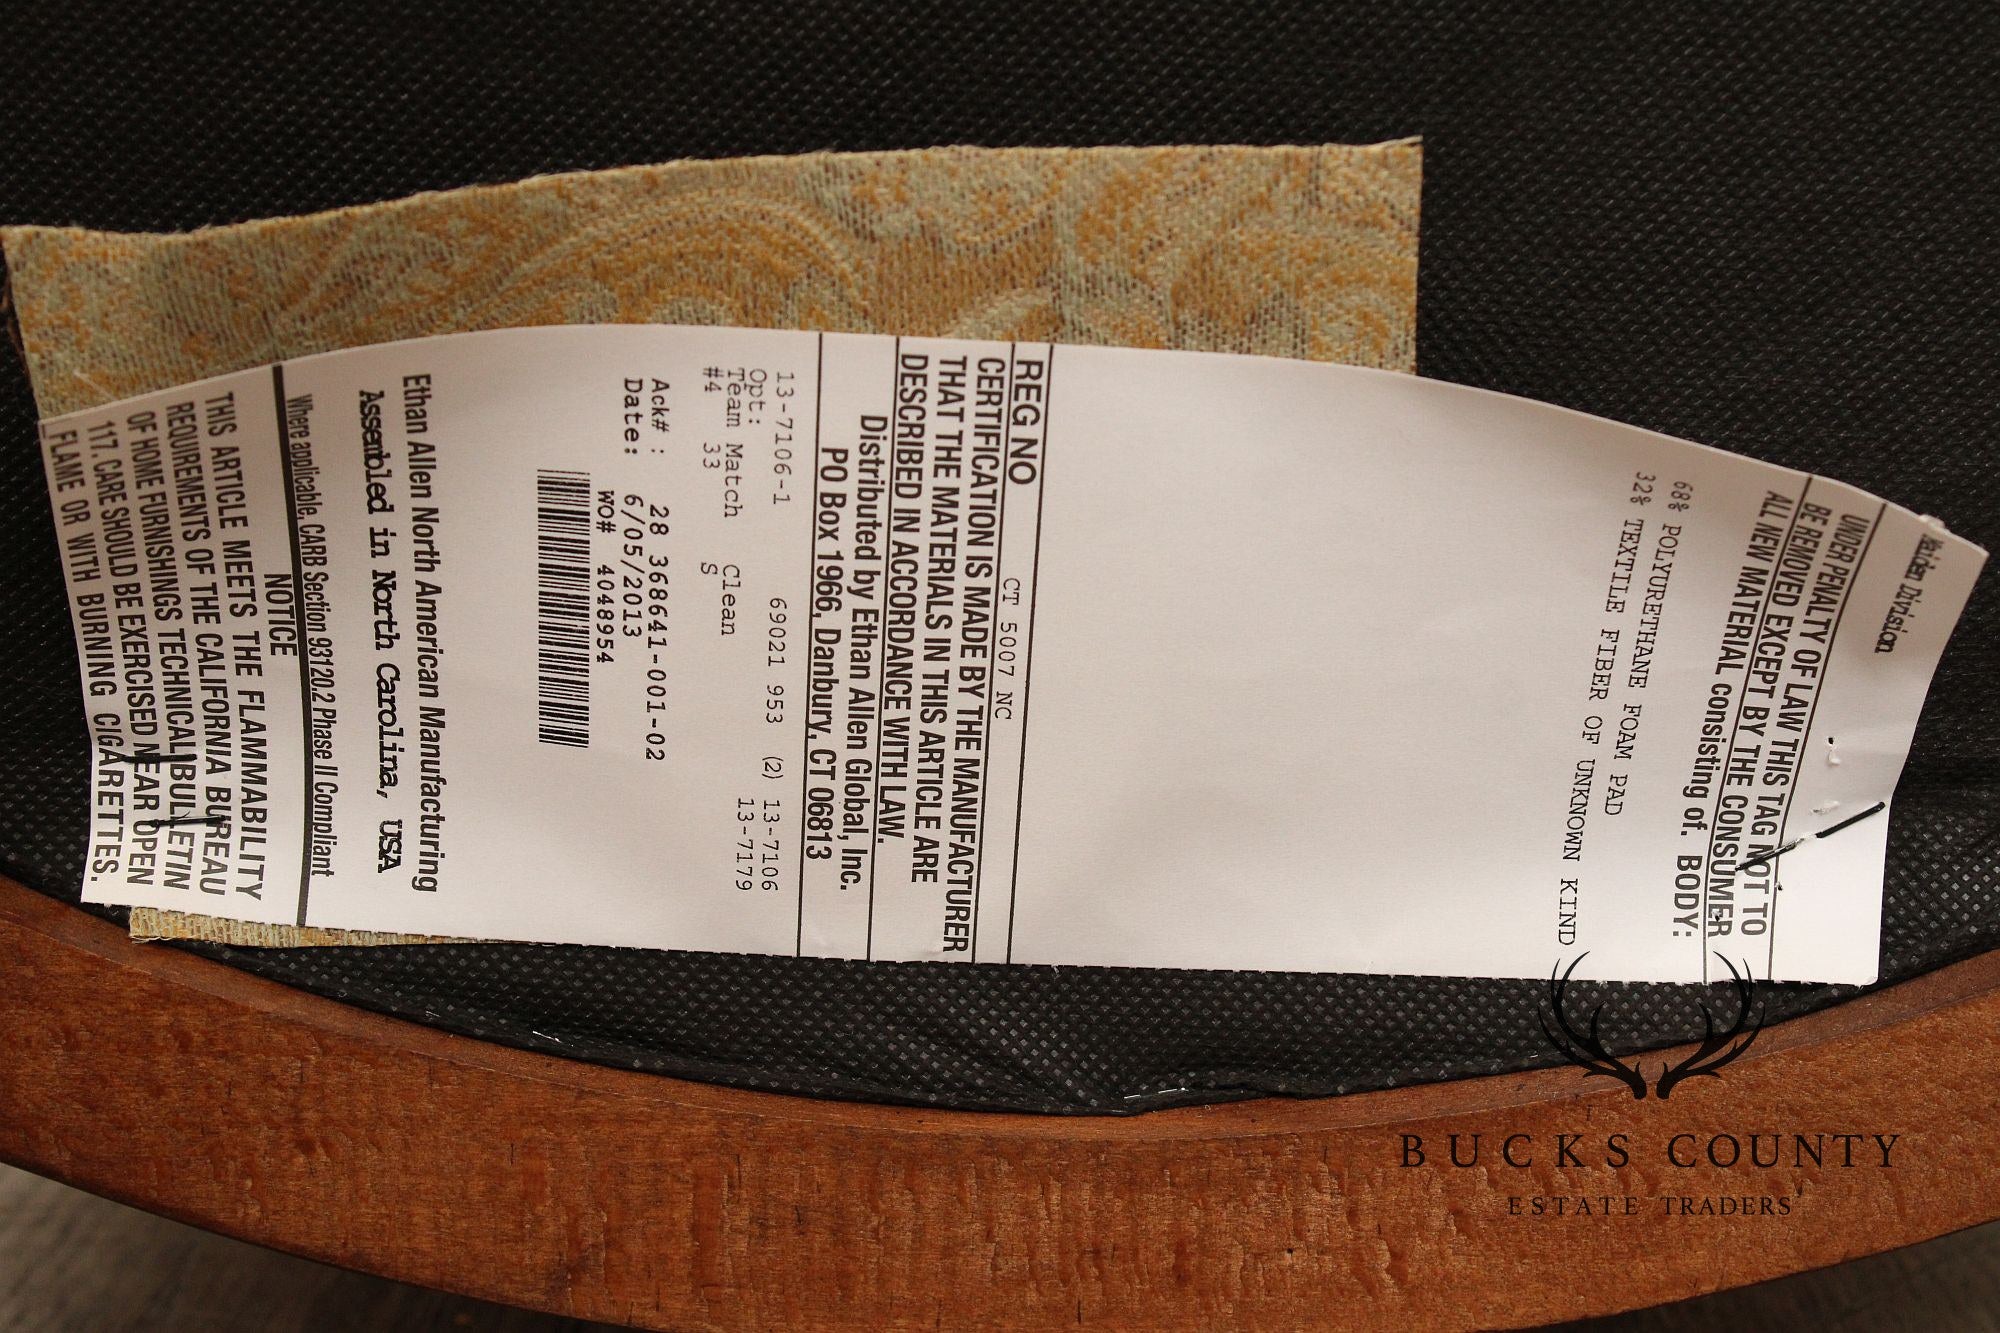 Maiden Division
UNDER PENALTY OF LAW THIS TAG NOT TO
BE REMOVED EXCEPT BY THE CONSUMER
ALL NEW MATERIAL consisting of. BODY:
68% POLYURETHANE FOAM PAD
32% TEXTILE FIBER OF UNKNOWN KIND
REG NO CT 5007 NC
CERTIFICATION IS MADE BY THE MANUFACTURER
THAT THE MATERIALS IN THIS ARTICLE ARE
DESCRIBED IN ACCORDANCE WITH LAW.
Distributed by Ethan Allen Global, Inc.
PO Box 1966, Danbury, CT 06813
13-7106-1 69021 953 (2) 13-7106
Opt: 13-7179
Team Match Clean
#4 33 S
Ack# : 28 368641-001-02
Date: 6/05/2013
WO# 4048954
Ethan Allen North American Manufacturing
Assembled in North Carolina, USA
Where applicable, CARB Section 93120.2 Phase II Compliant
NOTICE
THIS ARTICLE MEETS THE FLAMMABILITY
REQUIREMENTS OF THE CALIFORNIA BUREAU
OF HOME FURNISHINGS TECHNICAL BULLETIN
117. CARE SHOULD BE EXERCISED NEAR OPEN
FLAME OR WITH BURNING CIGARETTES.
BUCKS COUNTY
ESTATE TRADERS